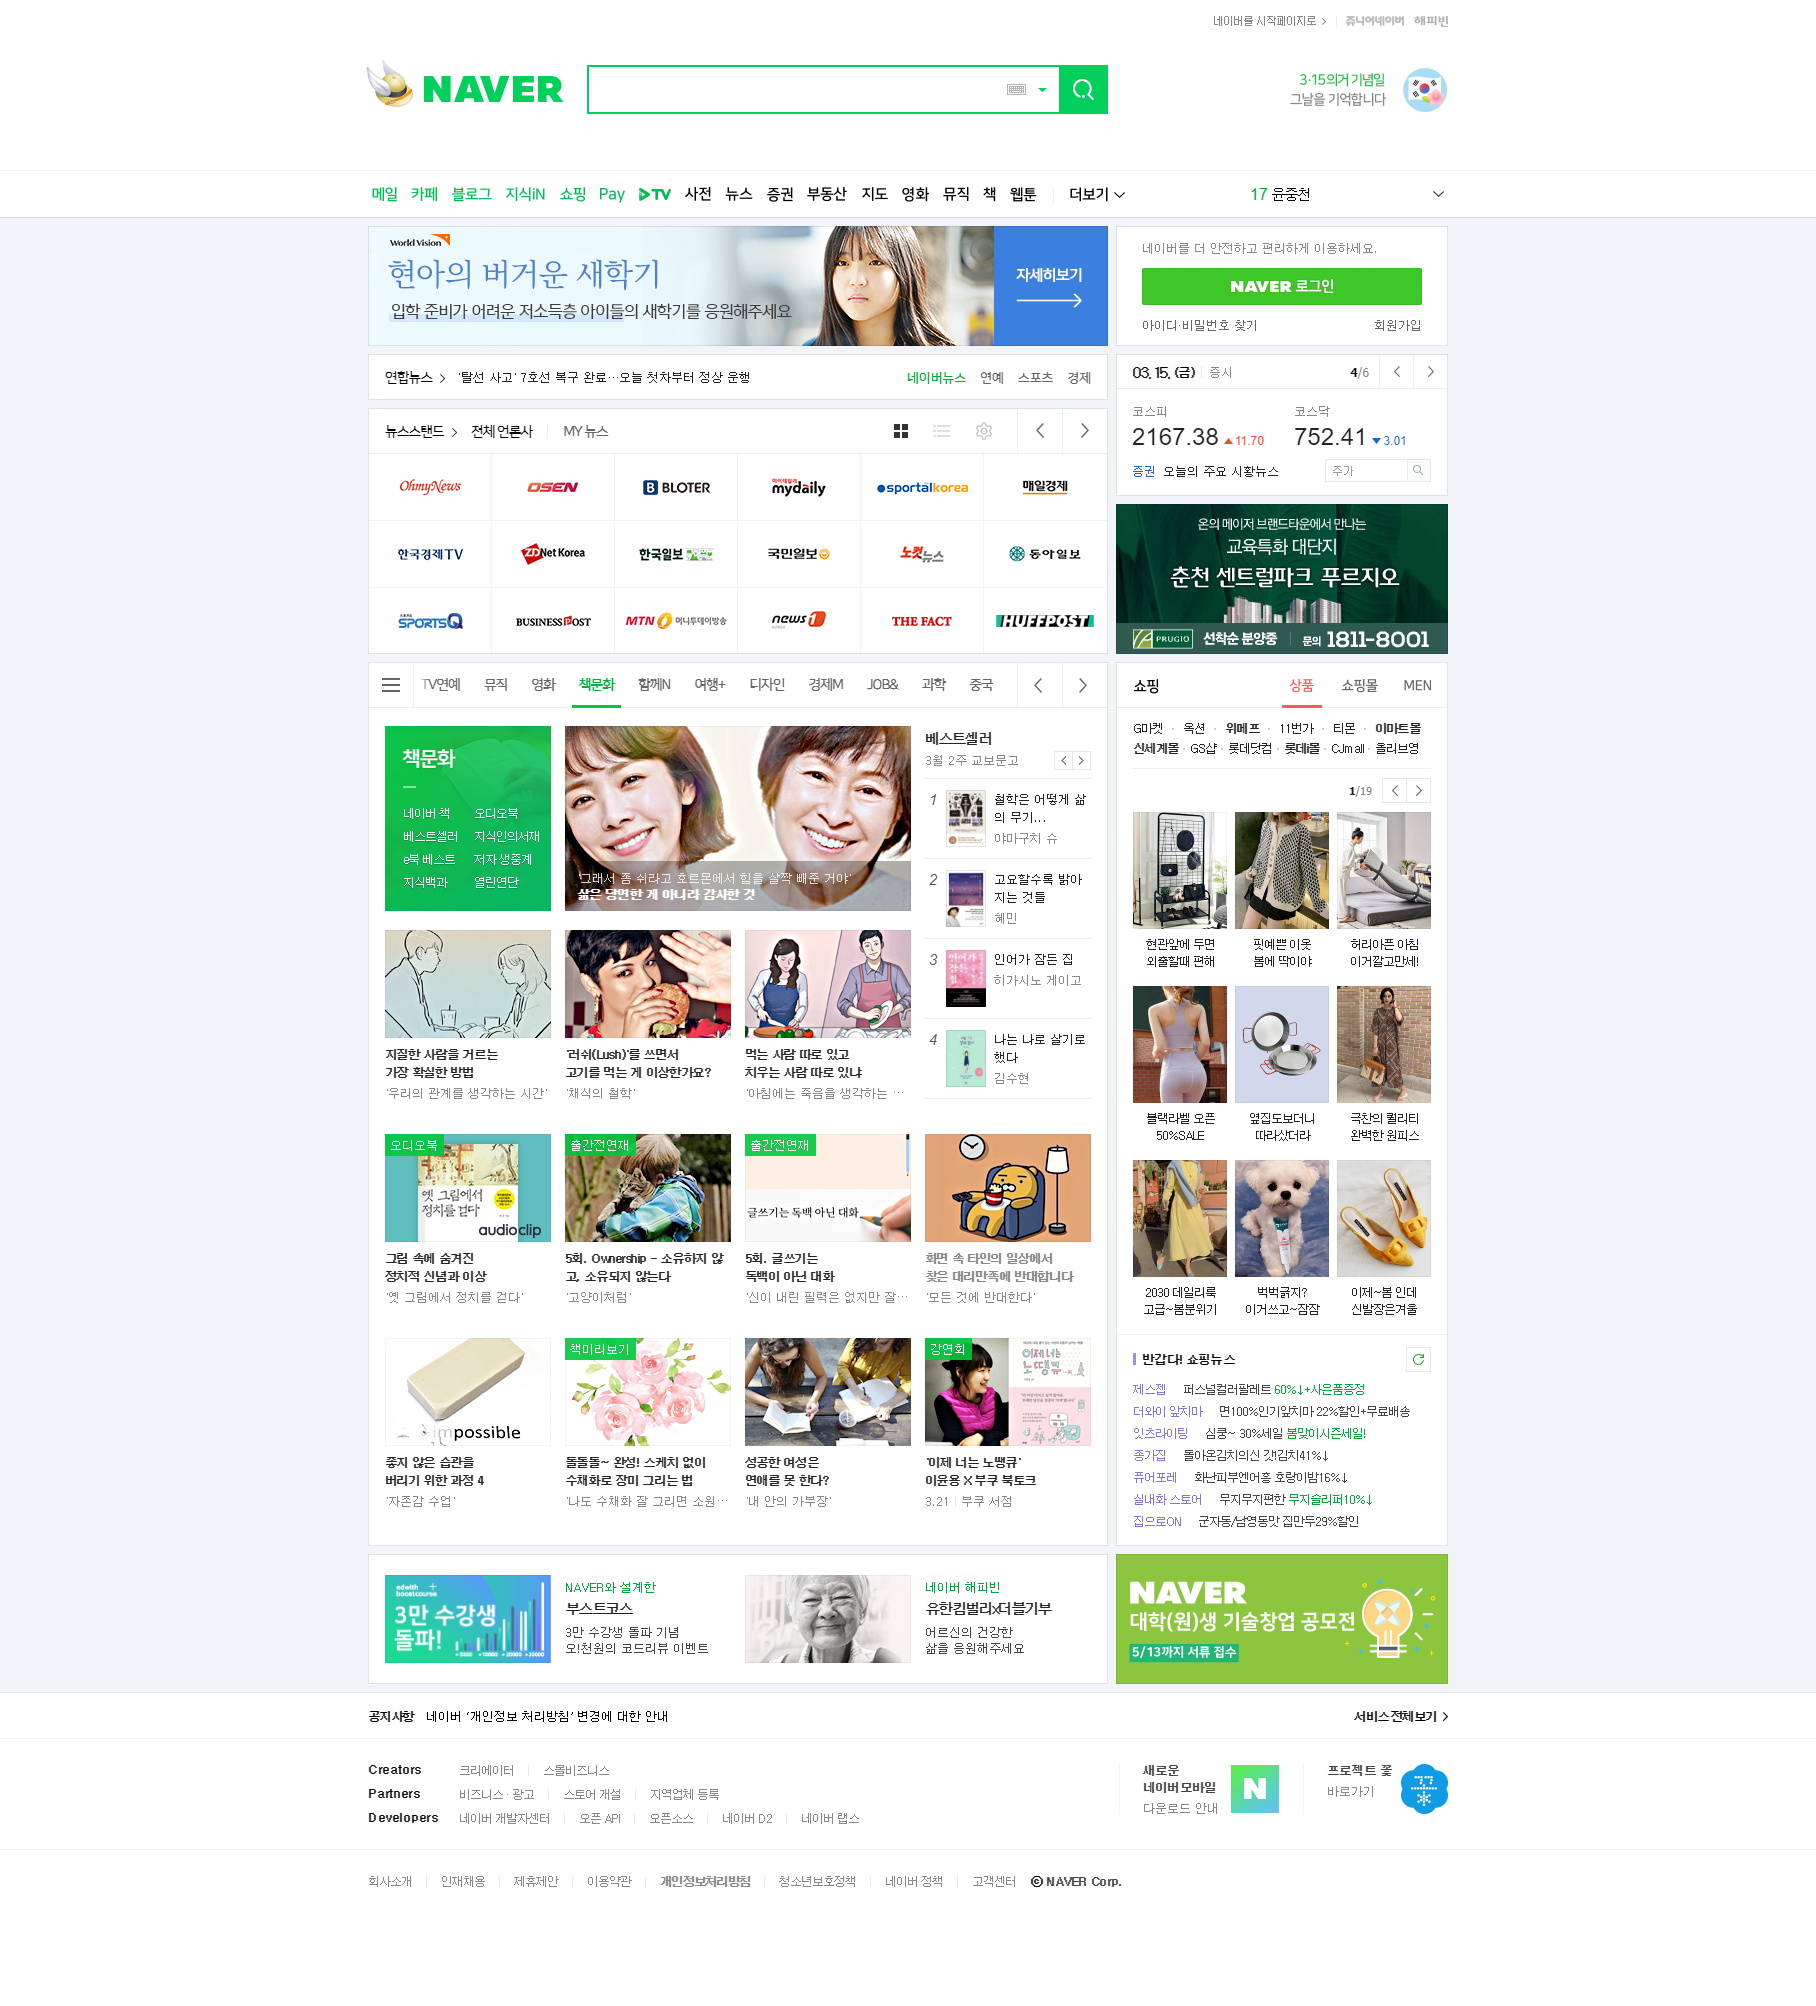 네이버를 시작페이지로
쥬니어네이버 해피빈
NAVER
3·15의거 기념일
그날을 기억합니다
메일 카페 블로그 지식iN 쇼핑 Pay TV 사전 뉴스 증권 부동산 지도 영화 뮤직 책 웹툰 더보기
17 윤중천
World Vision
현아의 버거운 새학기
입학 준비가 어려운 저소득층 아이들의 새학기를 응원해주세요
자세히보기
네이버를 더 안전하고 편리하게 이용하세요.
NAVER 로그인
아이디·비밀번호 찾기 회원가입
연합뉴스 '탈선 사고' 7호선 복구 완료…오늘 첫차부터 정상 운행
네이버뉴스 연예 스포츠 경제
03. 15. (금) 증시 4/6
코스피 코스닥
2167.38 11.70 752.41 3.01
증권 오늘의 주요 시황뉴스 주가
뉴스스탠드 전체 언론사 MY 뉴스
OhmyNews OSEN BLOTER 마이데일리 mydaily sportalkorea 매일경제
한국경제TV ZDNet Korea 한국일보 국민일보 노컷뉴스 동아일보
SPORTSQ BUSINESSPOST MTN 머니투데이방송 news1 THE FACT HUFFPOST
온의 메이저 브랜드타운에서 만나는
교육특화 대단지
춘천 센트럴파크 푸르지오
PRUGIO 선착순 분양중 문의 1811-8001
TV연예 뮤직 영화 책문화 함께N 여행+ 디자인 경제M JOB& 과학 중국
책문화
네이버 책 오디오북
베스트셀러 지식인의서재
e북 베스트 저자 생중계
지식백과 열린연단
'그래서 좀 쉬라고 호르몬에서 힘을 살짝 빼준 거야'
삶은 당연한 게 아니라 감사한 것
베스트셀러
3월 2주 교보문고
1 철학은 어떻게 삶
의 무기...
야마구치 슈
2 고요할수록 밝아
지는 것들
혜민
3 인어가 잠든 집
히가시노 게이고
4 나는 나로 살기로
했다
김수현
찌질한 사람을 거르는
가장 확실한 방법
'우리의 관계를 생각하는 시간'
'러쉬(Lush)'를 쓰면서
고기를 먹는 게 이상한가요?
'채식의 철학'
먹는 사람 따로 있고
치우는 사람 따로 있냐
'아침에는 죽음을 생각하는 …
오디오북
옛 그림에서
정치를 걷다
audioclip
그림 속에 숨겨진
정치적 신념과 이상
'옛 그림에서 정치를 걷다'
출간전연재
5회. Ownership - 소유하지 않
고, 소유되지 않는다
'고양이처럼'
출간전연재
글쓰기는 독백 아닌 대화
5회. 글쓰기는
독백이 아닌 대화
'신이 내린 필력은 없지만 잘…
화면 속 타인의 일상에서
찾은 대리만족에 반대합니다
'모든 것에 반대한다'
impossible
좋지 않은 습관을
버리기 위한 과정 4
'자존감 수업'
책미리보기
돌돌돌~ 완성! 스케치 없이
수채화로 장미 그리는 법
'나도 수채화 잘 그리면 소원…
성공한 여성은
연애를 못 한다?
'내 안의 가부장'
강연회
이제 너는
노땡큐
'이제 너는 노땡큐'
이윤용 X 부쿠 북토크
3.21 부쿠 서점
쇼핑 상품 쇼핑몰 MEN
G마켓 · 옥션 · 위메프 · 11번가 · 티몬 · 이마트몰
신세계몰 · GS샵 · 롯데닷컴 · 롯데i몰 · CJmall · 올리브영
1/19
현관앞에 두면
외출할때 편해
핏예쁜 이옷
봄에 딱이야
허리아픈 아침
이거깔고만세!
블랙라벨 오픈
50%SALE
옆집도보더니
따라샀더라
극찬의 퀄리티
완벽한 원피스
2030 데일리룩
고급~봄분위기
벅벅긁지?
이거쓰고~잠잠
이제~봄 인데
신발장은겨울
반갑다! 쇼핑뉴스
제스젭 퍼스널컬러팔레트 60%↓+사은품증정
더와이 앞치마 면100%인기앞치마 22%할인+무료배송
잇츠라이팅 심쿵~ 30%세일 봄맞이시즌세일!
종가집 돌아온김치의신 갓김치41%↓
퓨어포레 화난피부엔어흥 호랑이밤16%↓
실내화 스토어 무지무지편한 무지슬리퍼10%↓
집으로ON 군자동/남영동맛 집만두29%할인
edwith
boostcourse
3만 수강생
돌파!
NAVER와 설계한
부스트코스
3만 수강생 돌파 기념
오!천원의 코드리뷰 이벤트
네이버 해피빈
유한킴벌리x더블기부
어르신의 건강한
삶을 응원해주세요
NAVER
대학(원)생 기술창업 공모전
5/13까지 서류 접수
공지사항 네이버 '개인정보 처리방침' 변경에 대한 안내
서비스 전체보기
Creators 크리에이터 스몰비즈니스
Partners 비즈니스 · 광고 스토어 개설 지역업체 등록
Developers 네이버 개발자센터 오픈 API 오픈소스 네이버 D2 네이버 랩스
새로운
네이버 모바일
다운로드 안내
N
프로젝트 꽃
바로가기
회사소개 인재채용 제휴제안 이용약관 개인정보처리방침 청소년보호정책 네이버 정책 고객센터 ⓒ NAVER Corp.